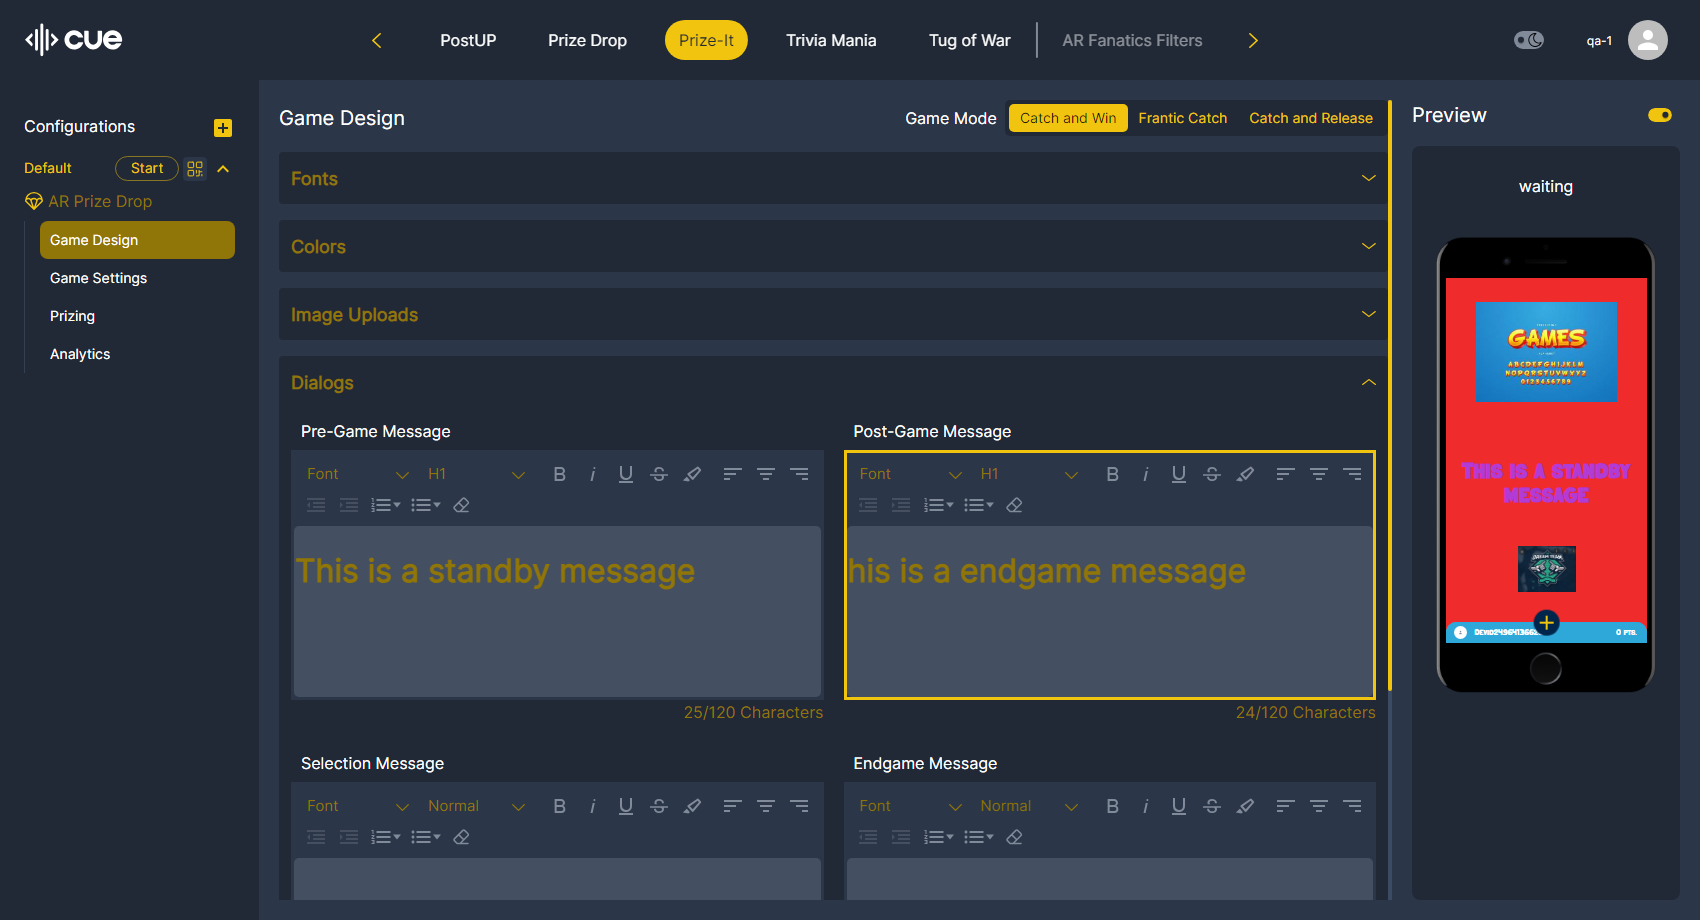 cue
PostUP
Prize Drop
Prize-It
Trivia Mania
Tug of War
AR Fanatics Filters
qa-1
Configurations
Default
Start
AR Prize Drop
Game Design
Game Settings
Prizing
Analytics
Game Design
Game Mode
Catch and Win
Frantic Catch
Catch and Release
Fonts
Colors
Image Uploads
Dialogs
Pre-Game Message
Font
H1
This is a standby message
25/120 Characters
Post-Game Message
Font
H1
his is a endgame message
24/120 Characters
Selection Message
Font
Normal
Endgame Message
Font
Normal
Preview
waiting
GAMES
ABCDEFGHIJKLM
NOPQRSTUVWXYZ
0123456789
This is a standby
message
0 pts.